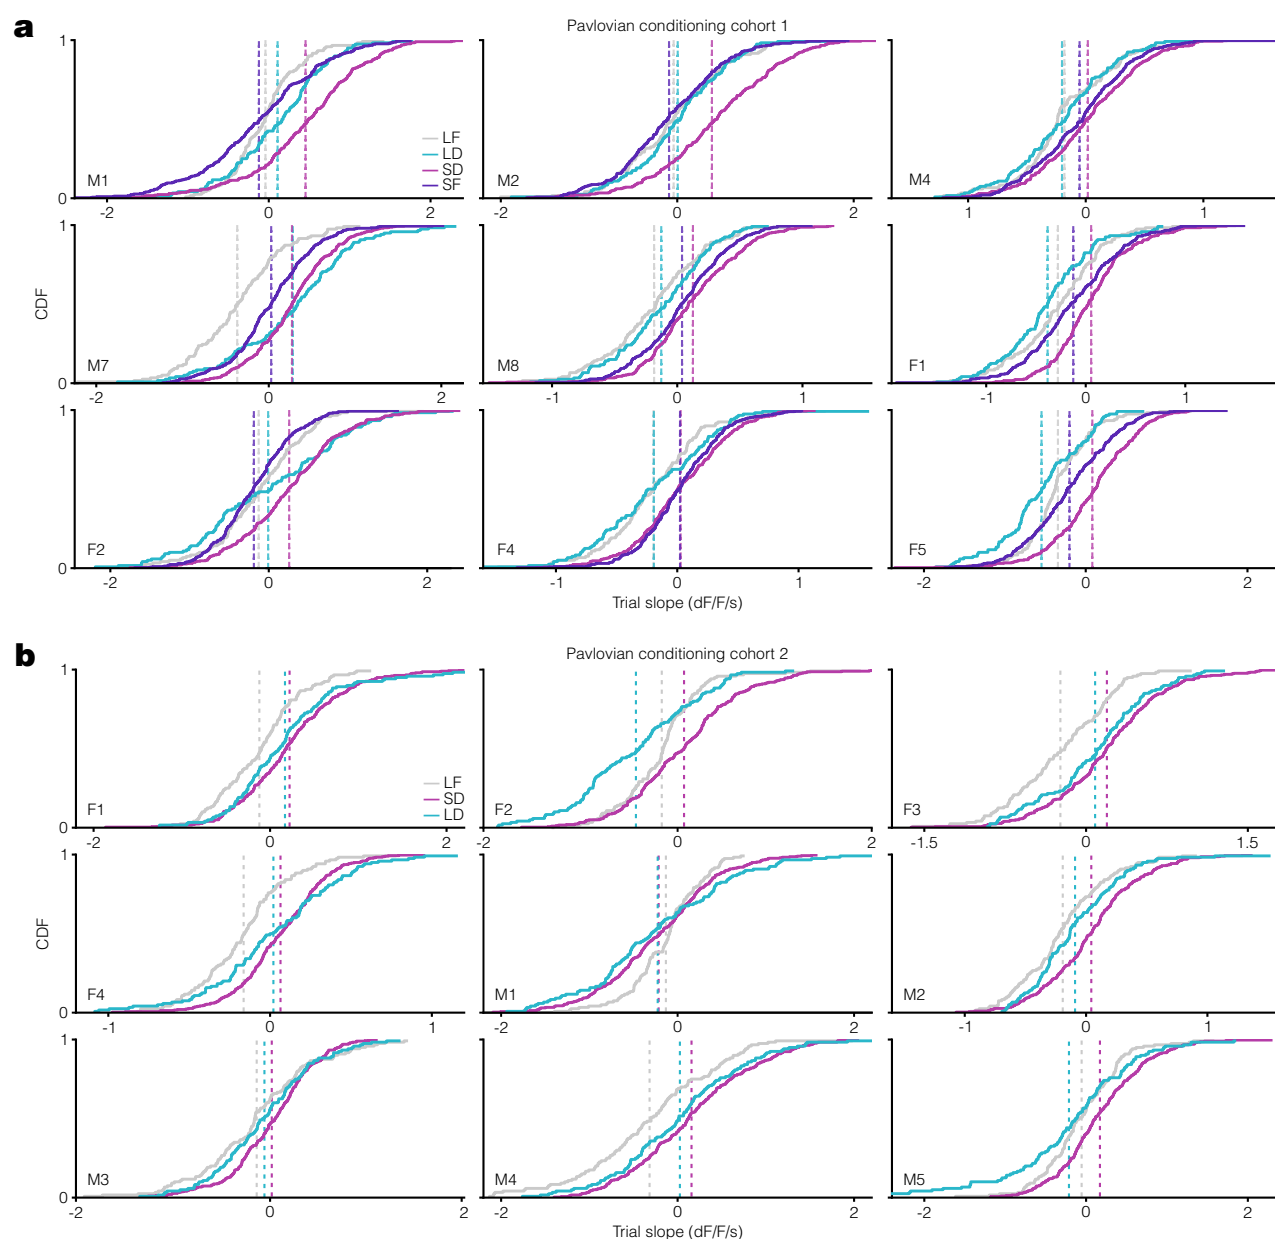 a
Pavlovian conditioning cohort 1
1
LF
LD
SD
SF
M1
M2
M4
0
-2
0
2
-2
0
2
1
0
1
1
CDF
M7
M8
F1
0
-2
0
2
-1
0
1
-1
0
1
1
F2
F4
F5
0
-2
0
2
-1
0
1
-2
0
2
Trial slope (dF/F/s)
b
Pavlovian conditioning cohort 2
1
LF
SD
LD
F1
F2
F3
0
-2
0
2
-2
0
2
-1.5
0
1.5
1
CDF
F4
M1
M2
0
-1
0
1
-2
0
2
-1
0
1
1
M3
M4
M5
0
-2
0
2
-2
0
2
-2
0
2
Trial slope (dF/F/s)